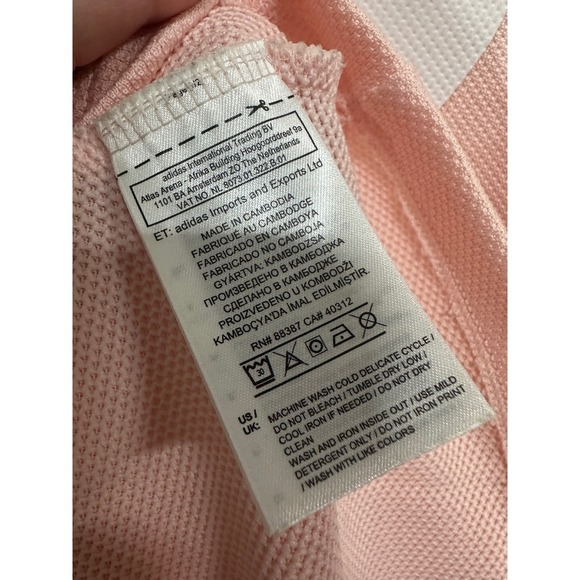 adidas International Trading BV
Atlas Arena - Afrika Building Hoogoorddreef 9a
1101 BA Amsterdam ZO The Netherlands
VAT NO. NL 8073.01.322.B.01
ET: adidas Imports and Exports Ltd
MADE IN CAMBODIA
FABRIQUÉ AU CAMBODGE
FABRICADO EN CAMBOYA
FABRICADO NO CAMBOJA
GYÁRTVA: KAMBODZSA
ПРОИЗВЕДЕНО В КАМБОДЖА
СДЕЛАНО В КАМБОДЖЕ
PROIZVEDENO U KOMBODŽI
KAMBOÇYA'DA İMAL EDİLMİŞTİR.
RN# 88387 CA# 40312
30
US / UK:
MACHINE WASH COLD DELICATE CYCLE /
DO NOT BLEACH / TUMBLE DRY LOW /
COOL IRON IF NEEDED / DO NOT DRY
CLEAN
WASH AND IRON INSIDE OUT / USE MILD
DETERGENT ONLY / DO NOT IRON PRINT
/ WASH WITH LIKE COLORS